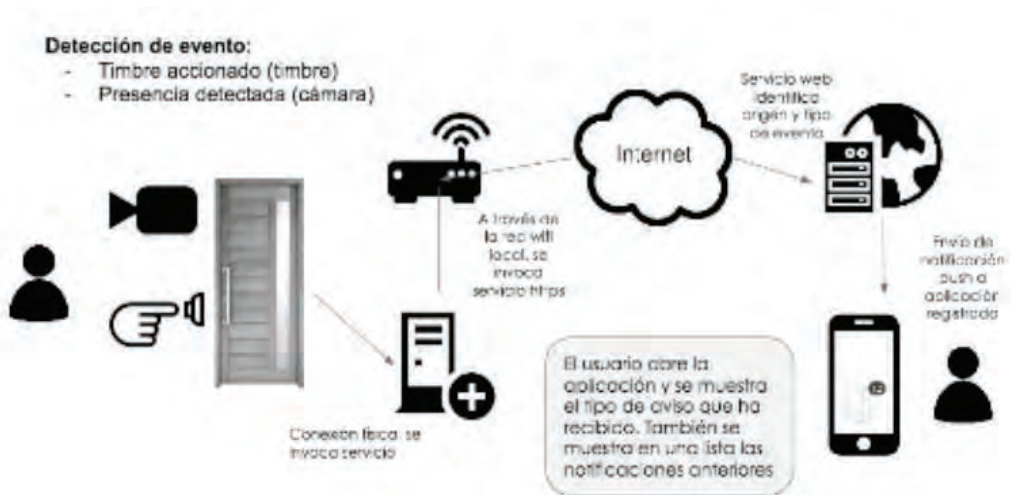 Detección de evento:
- Timbre accionado (timbre)
- Presencia detectada (cámara)
Servicio web
identifica
origen y tipo
de evento
Internet
A través de
la red wifi
local, se
invoca
servicio https
Envío de
notificación
push a
aplicación
registrada
El usuario abre la
aplicación y se muestra
el tipo de aviso que ha
recibido. También se
muestra en una lista las
notificaciones anteriores
Conexión física, se
invoca servicio